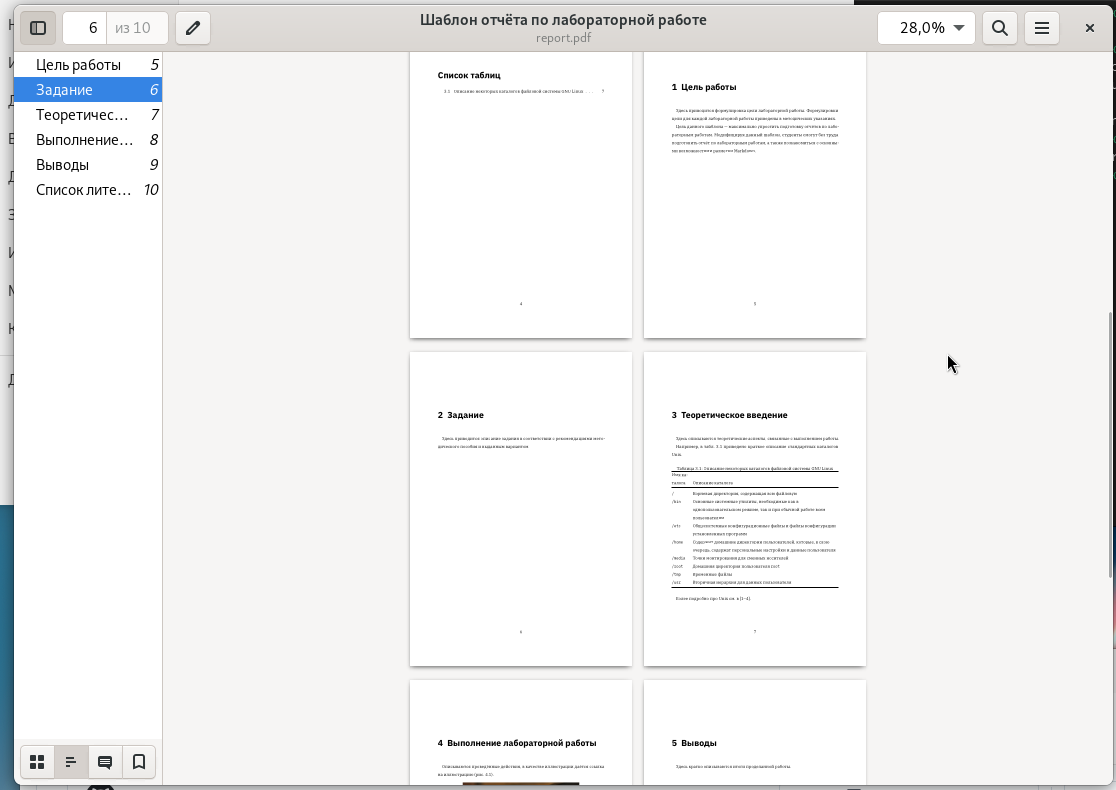 6
из 10
Шаблон отчёта по лабораторной работе
report.pdf
28,0%
Цель работы 5
Задание 6
Теоретичес… 7
Выполнение… 8
Выводы 9
Список лите… 10
Список таблиц
3.1 Описание некоторых каталогов файловой системы GNU Linux . . . . 7
4
1 Цель работы
Здесь приводится формулировка цели лабораторной работы. Формулировки
цели для каждой лабораторной работы приведены в методических указаниях.
Цель данного шаблона — максимально упростить подготовку отчётов по лабо-
раторным работам. Модифицируя данный шаблон, студенты смогут без труда
подготовить отчёт по лабораторным работам, а также познакомиться с основны-
ми возможностями разметки Markdown.
5
2 Задание
Здесь приводится описание задания в соответствии с рекомендациями мето-
дического пособия и выданным вариантом.
6
3 Теоретическое введение
Здесь описываются теоретические аспекты, связанные с выполнением работы.
Например, в табл. 3.1 приведено краткое описание стандартных каталогов
Unix.
Таблица 3.1: Описание некоторых каталогов файловой системы GNU Linux
Имя ка-
талога Описание каталога
/ Корневая директория, содержащая всю файловую
/bin Основные системные утилиты, необходимые как в
однопользовательском режиме, так и при обычной работе всем
пользователям
/etc Общесистемные конфигурационные файлы и файлы конфигурации
установленных программ
/home Содержит домашние директории пользователей, которые, в свою
очередь, содержат персональные настройки и данные пользователя
/media Точки монтирования для сменных носителей
/root Домашняя директория пользователя root
/tmp Временные файлы
/usr Вторичная иерархия для данных пользователя
Более подробно про Unix см. в [1–4].
7
4 Выполнение лабораторной работы
Описываются проведённые действия, в качестве иллюстрации даётся ссылка
на иллюстрацию (рис. 4.1).
5 Выводы
Здесь кратко описываются итоги проделанной работы.